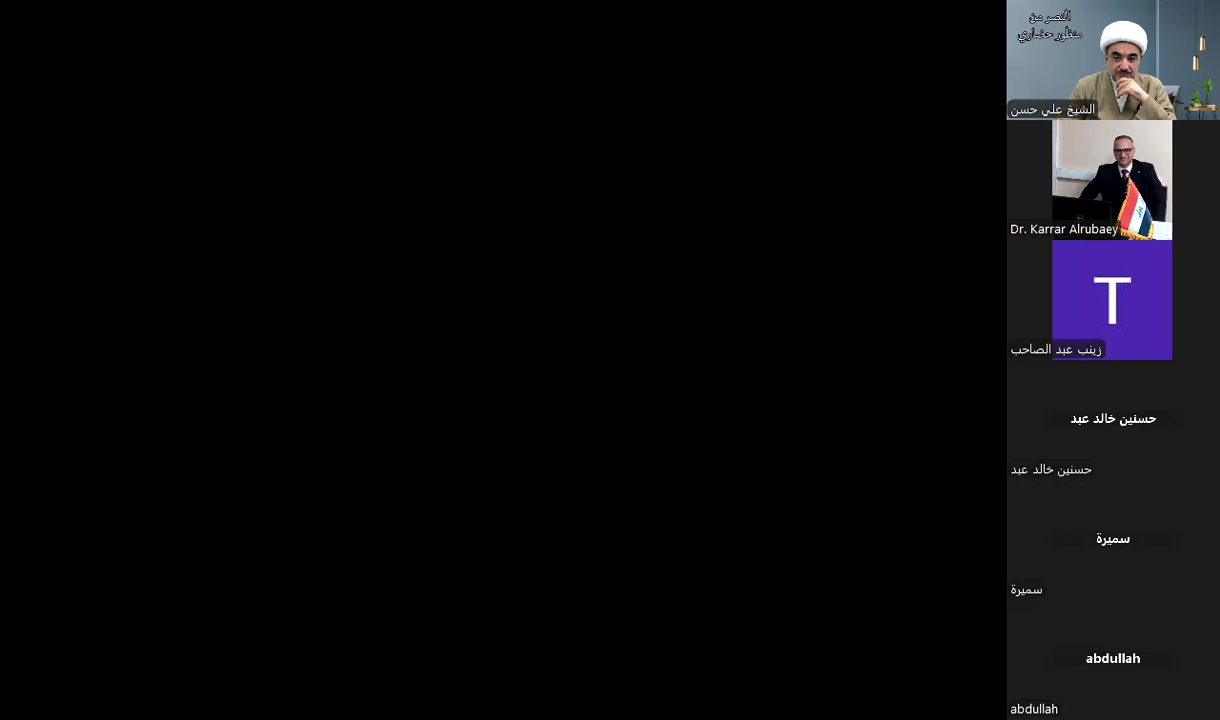 النصر من
منظور حضاري
الشيخ علي حسن
Dr. Karrar Alrubaey
T
زينب عبد الصاحب
حسنين خالد عبد
حسنين خالد عبد
سميرة
سميرة
abdullah
abdullah